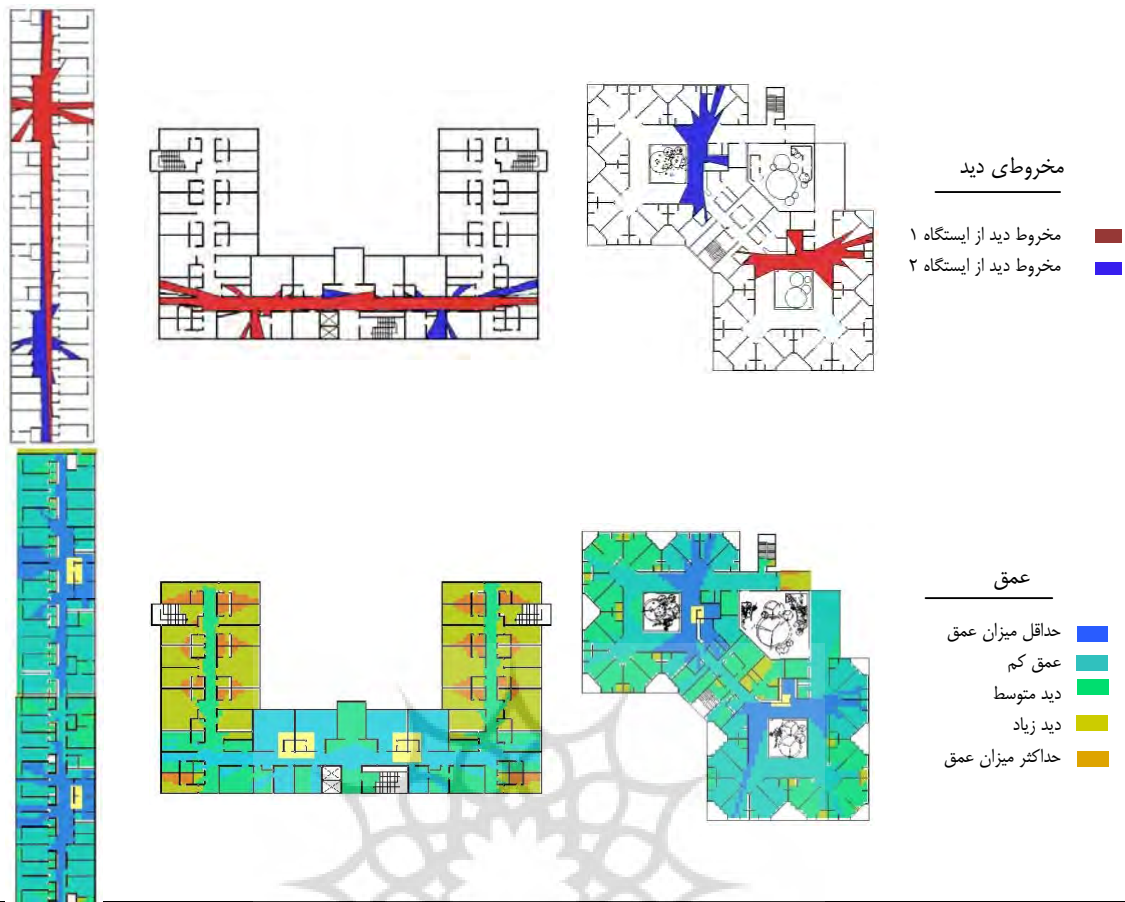 مخروطی دید
مخروط دید از ایستگاه ۱
مخروط دید از ایستگاه ۲
عمق
حداقل میزان عمق
عمق کم
دید متوسط
دید زیاد
حداکثر میزان عمق